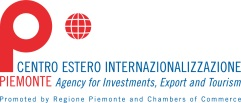 CENTRO ESTERO INTERNAZIONALIZZAZIONE
PIEMONTE Agency for Investments, Export and Tourism
Promoted by Regione Piemonte and Chambers of Commerce